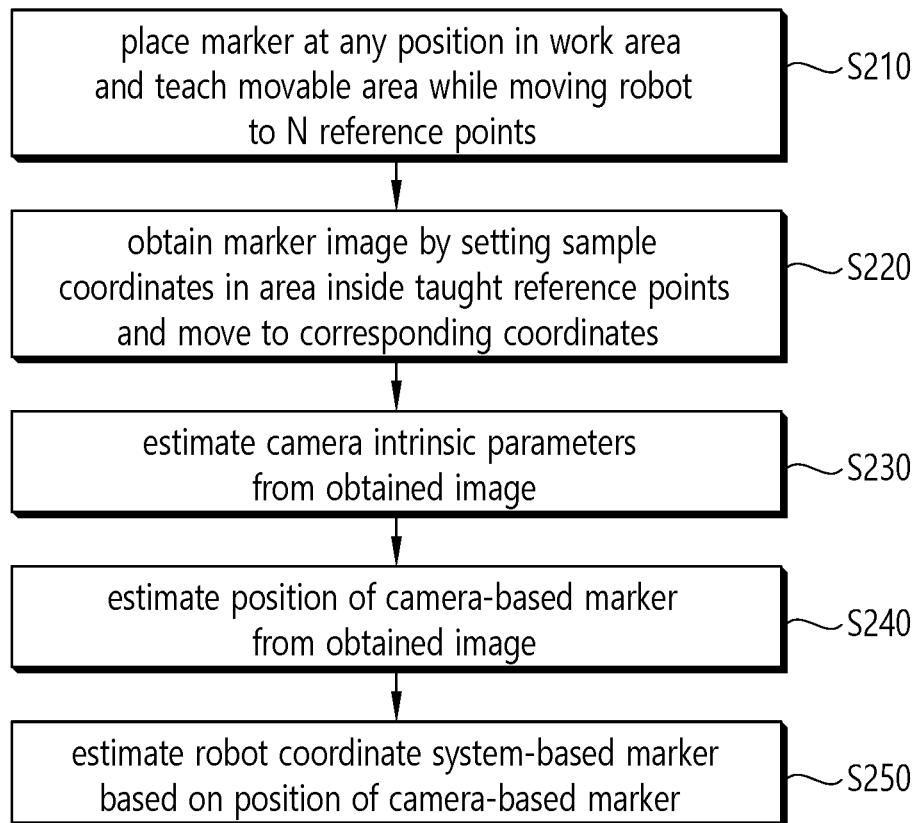 place marker at any position in work area
and teach movable area while moving robot
to N reference points
S210
obtain marker image by setting sample
coordinates in area inside taught reference points
and move to corresponding coordinates
S220
estimate camera intrinsic parameters
from obtained image
S230
estimate position of camera-based marker
from obtained image
S240
estimate robot coordinate system-based marker
based on position of camera-based marker
S250